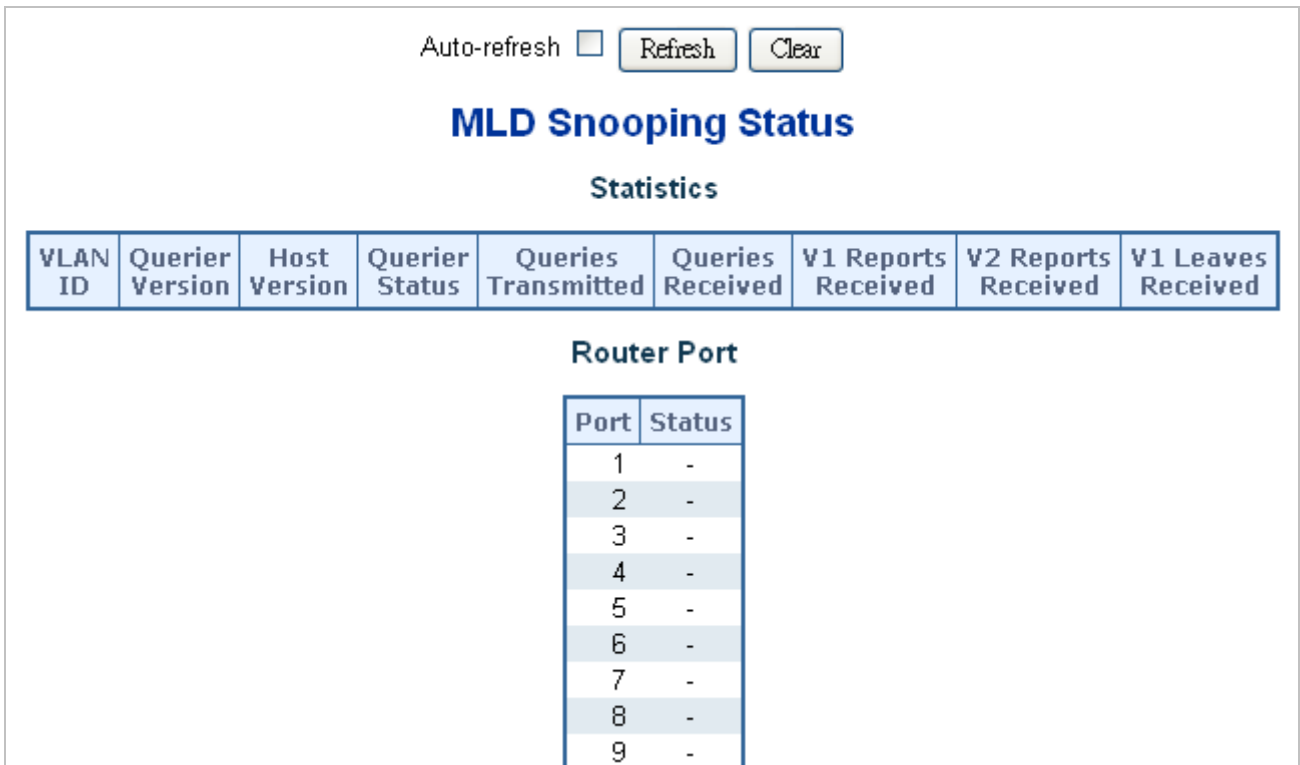 Auto-refresh Refresh Clear
MLD Snooping Status
Statistics
VLAN ID Querier Version Host Version Querier Status Queries Transmitted Queries Received V1 Reports Received V2 Reports Received V1 Leaves Received
Router Port
Port Status
1 -
2 -
3 -
4 -
5 -
6 -
7 -
8 -
9 -